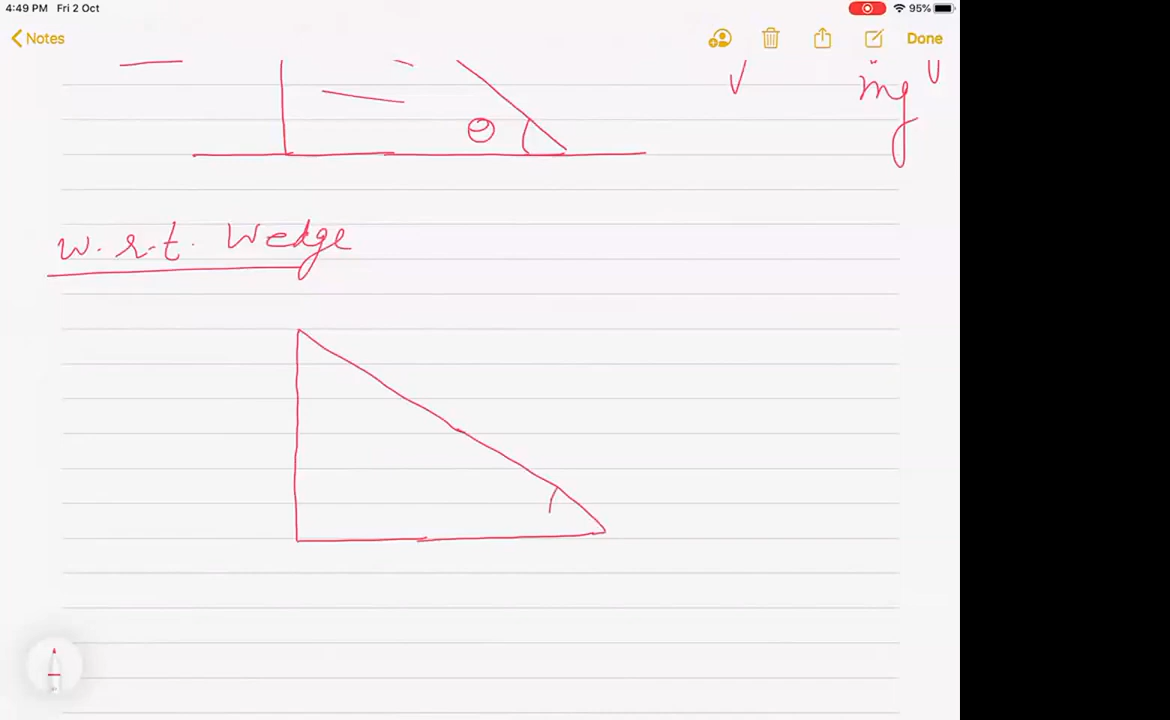 4:49 PM Fri 2 Oct
95%
Notes
Done
mg
θ
w.r.t. Wedge